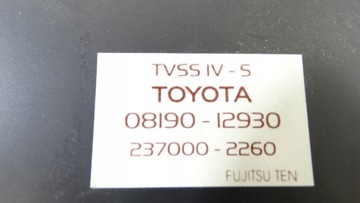 TVSS IV - S
TOYOTA
08190 - 12930
237000 - 2260
FUJITSU TEN